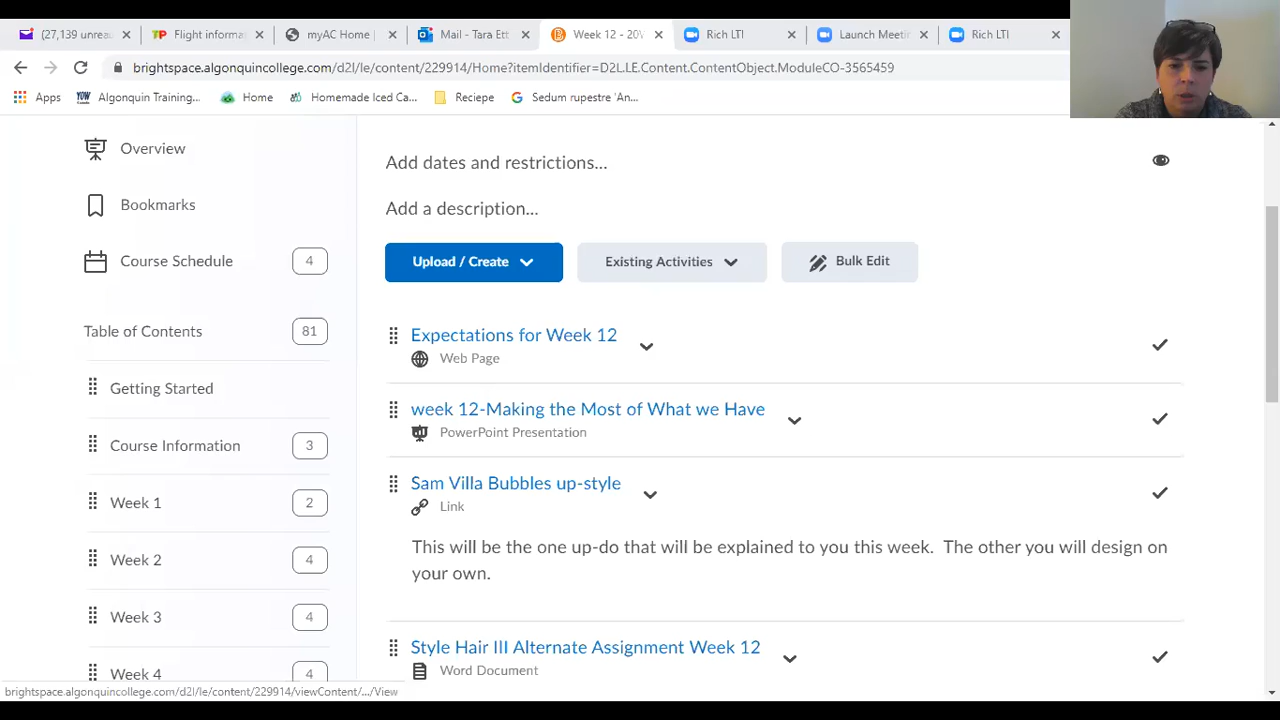 (27,139 unrea
Flight informa
myAC Home
Mail - Tara Ett
Week 12 - 20W
Rich LTI
Launch Meetin
Rich LTI
brightspace.algonquincollege.com/d2l/le/content/229914/Home?itemIdentifier=D2L.LE.Content.ContentObject.ModuleCO-3565459
Apps
YOW
Algonquin Training...
Home
Homemade Iced Ca...
Reciepe
Sedum rupestre 'An...
Overview
Bookmarks
Course Schedule 4
Table of Contents 81
Getting Started
Course Information 3
Week 1 2
Week 2 4
Week 3 4
Week 4 4
Add dates and restrictions...
Add a description...
Upload / Create
Existing Activities
Bulk Edit
Expectations for Week 12
Web Page
week 12-Making the Most of What we Have
PowerPoint Presentation
Sam Villa Bubbles up-style
Link
This will be the one up-do that will be explained to you this week. The other you will design on
your own.
Style Hair III Alternate Assignment Week 12
Word Document
brightspace.algonquincollege.com/d2l/le/content/229914/viewContent/.../View